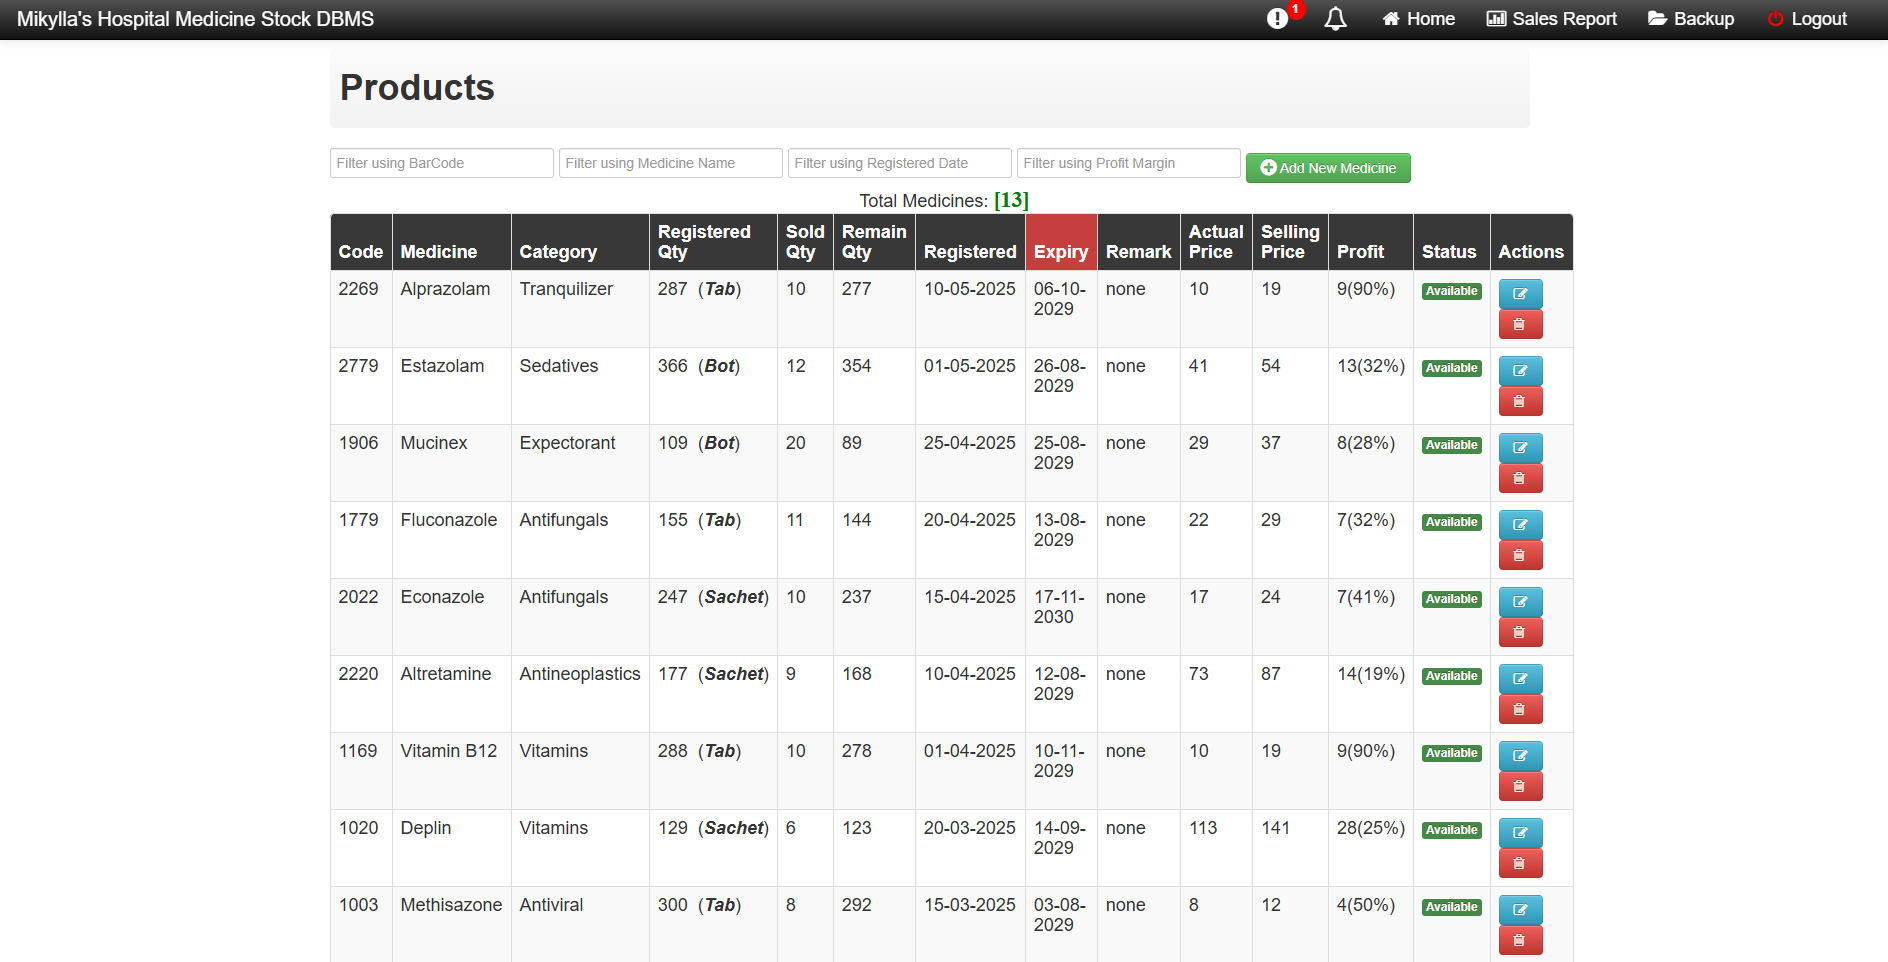 Mikylla's Hospital Medicine Stock DBMS 1 Home Sales Report Backup Logout
Products
Filter using BarCode Filter using Medicine Name Filter using Registered Date Filter using Profit Margin Add New Medicine
Total Medicines: [13]
Code Medicine Category Registered Qty Sold Qty Remain Qty Registered Expiry Remark Actual Price Selling Price Profit Status Actions
2269 Alprazolam Tranquilizer 287 (Tab) 10 277 10-05-2025 06-10-2029 none 10 19 9(90%) Available
2779 Estazolam Sedatives 366 (Bot) 12 354 01-05-2025 26-08-2029 none 41 54 13(32%) Available
1906 Mucinex Expectorant 109 (Bot) 20 89 25-04-2025 25-08-2029 none 29 37 8(28%) Available
1779 Fluconazole Antifungals 155 (Tab) 11 144 20-04-2025 13-08-2029 none 22 29 7(32%) Available
2022 Econazole Antifungals 247 (Sachet) 10 237 15-04-2025 17-11-2030 none 17 24 7(41%) Available
2220 Altretamine Antineoplastics 177 (Sachet) 9 168 10-04-2025 12-08-2029 none 73 87 14(19%) Available
1169 Vitamin B12 Vitamins 288 (Tab) 10 278 01-04-2025 10-11-2029 none 10 19 9(90%) Available
1020 Deplin Vitamins 129 (Sachet) 6 123 20-03-2025 14-09-2029 none 113 141 28(25%) Available
1003 Methisazone Antiviral 300 (Tab) 8 292 15-03-2025 03-08-2029 none 8 12 4(50%) Available